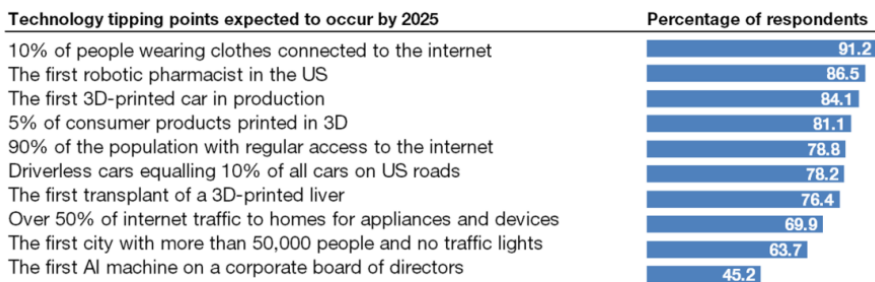 Technology tipping points expected to occur by 2025 Percentage of respondents
10% of people wearing clothes connected to the internet 91.2
The first robotic pharmacist in the US 86.5
The first 3D-printed car in production 84.1
5% of consumer products printed in 3D 81.1
90% of the population with regular access to the internet 78.8
Driverless cars equalling 10% of all cars on US roads 78.2
The first transplant of a 3D-printed liver 76.4
Over 50% of internet traffic to homes for appliances and devices 69.9
The first city with more than 50,000 people and no traffic lights 63.7
The first AI machine on a corporate board of directors 45.2